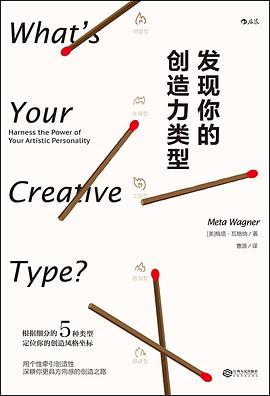 What's
Your
Harness the Power of
Your Artistic Personality
Creative
Type?
发现你的
创造力类型
Meta Wagner
[美]梅塔·瓦格纳 / 著
曹源 / 译
根据细分的5种类型
定位你的创造风格坐标
用个性牵引创造性
深耕你更具方向感的创造之路